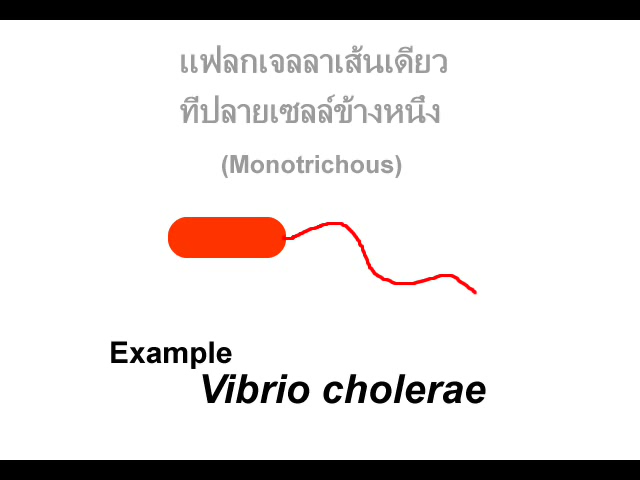 แฟลกเจลลาเส้นเดียว
ที่ปลายเซลล์ข้างหนึ่ง
(Monotrichous)
Example
Vibrio cholerae